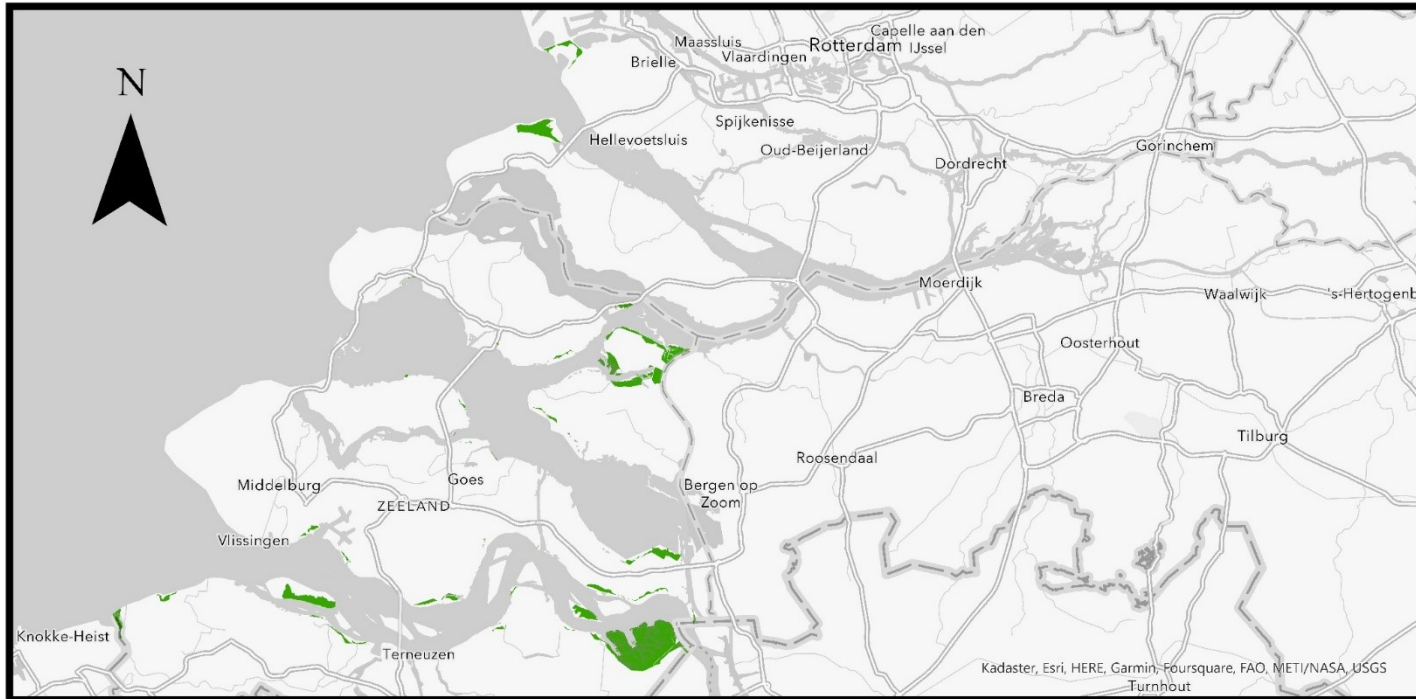 N
Capelle aan den
IJssel
Maassluis
Rotterdam
Vlaardingen
Brielle
Spijkenisse
Hellevoetsluis
Oud-Beijerland
Gorinchem
Dordrecht
Moerdijk
Waalwijk
's-Hertogenb
Oosterhout
Breda
Tilburg
Roosendaal
Goes
Middelburg
Bergen op
Zoom
ZEELAND
Vlissingen
Knokke-Heist
Terneuzen
Kadaster, Esri, HERE, Garmin, Foursquare, FAO, METI/NASA, USGS
Turnhout